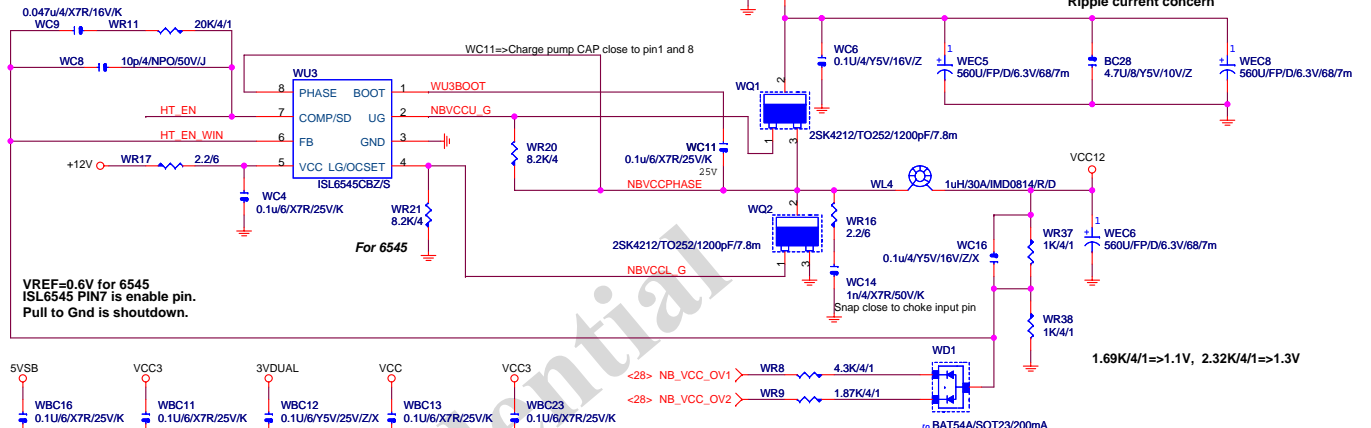 Ripple current concern
0.047u/4/X7R/16V/K
WC9 WR11 20K/4/1
WC8 10p/4/NPO/50V/J
WC11=>Charge pump CAP close to pin1 and 8
WU3
8 PHASE BOOT 1 WU3BOOT
HT_EN 7 COMP/SD UG 2 NBVCCU_G
HT_EN_WIN 6 FB GND 3
+12V WR17 2.2/6 5 VCC LG/OCSET 4
ISL6545CBZ/S
WC4
0.1u/6/X7R/25V/K
WR21
8.2K/4
For 6545
WR20
8.2K/4
WC11
0.1u/6/X7R/25V/K
25V
NBVCCPHASE
NBVCCL_G
WQ1
2
1
3
2SK4212/TO252/1200pF/7.8m
WQ2
2
1
3
2SK4212/TO252/1200pF/7.8m
WC6
0.1U/4/Y5V/16V/Z
1
WEC5
560U/FP/D/6.3V/68/7m
BC28
4.7U/8/Y5V/10V/Z
1
WEC8
560U/FP/D/6.3V/68/7m
WL4 1uH/30A/IMD0814/R/D
VCC12
WR16
2.2/6
WC14
1n/4/X7R/50V/K
Snap close to choke input pin
WC16
0.1u/4/Y5V/16V/Z/X
WR37
1K/4/1
1
WEC6
560U/FP/D/6.3V/68/7m
WR38
1K/4/1
VREF=0.6V for 6545
ISL6545 PIN7 is enable pin.
Pull to Gnd is shoutdown.
1.69K/4/1=>1.1V, 2.32K/4/1=>1.3V
<28> NB_VCC_OV1 WR8 4.3K/4/1
<28> NB_VCC_OV2 WR9 1.87K/4/1
WD1
BAT54A/SOT23/200mA
5VSB
WBC16
0.1U/6/X7R/25V/K
VCC3
WBC11
0.1U/6/X7R/25V/K
3VDUAL
WBC12
0.1U/6/Y5V/25V/Z/X
VCC
WBC13
0.1U/6/X7R/25V/K
VCC3
WBC23
0.1U/6/X7R/25V/K